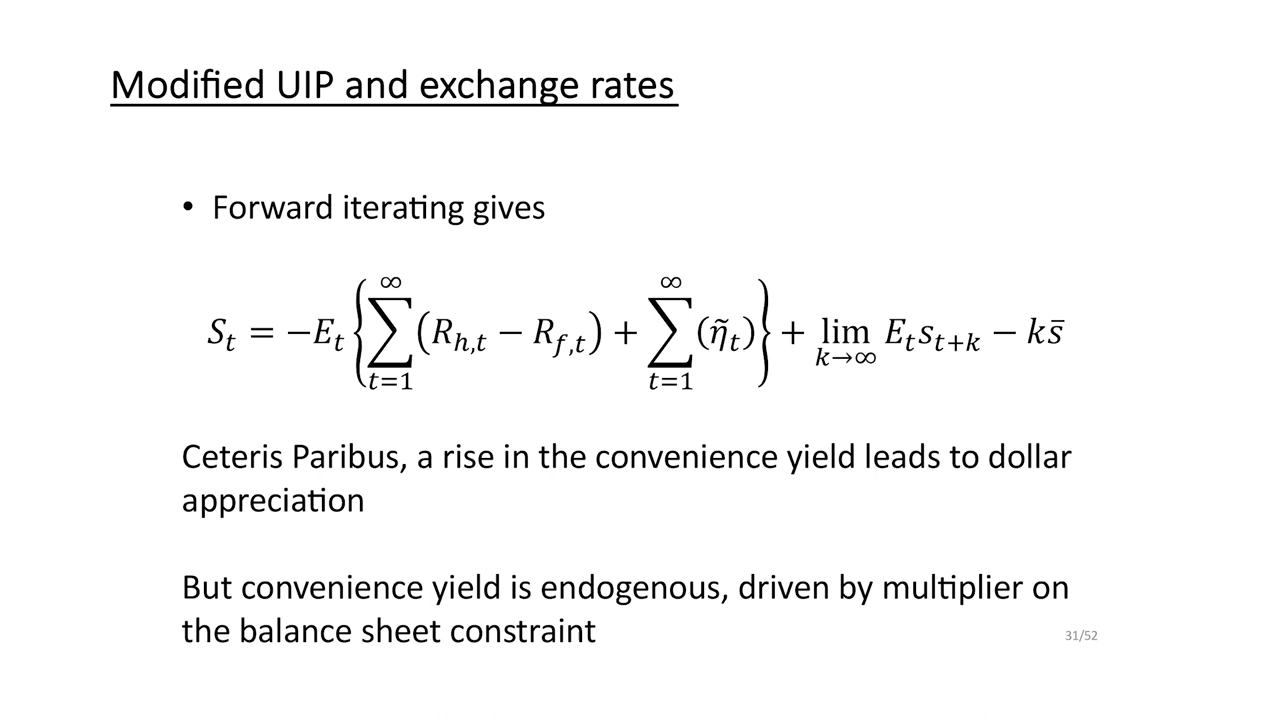 Modified UIP and exchange rates
• Forward iterating gives
S_t = −E_t { ∑_{t=1}^{∞} (R_{h,t} − R_{f,t}) + ∑_{t=1}^{∞} (η̃_t) } + lim_{k→∞} E_t s_{t+k} − k s̄
Ceteris Paribus, a rise in the convenience yield leads to dollar
appreciation
But convenience yield is endogenous, driven by multiplier on
the balance sheet constraint
31/52